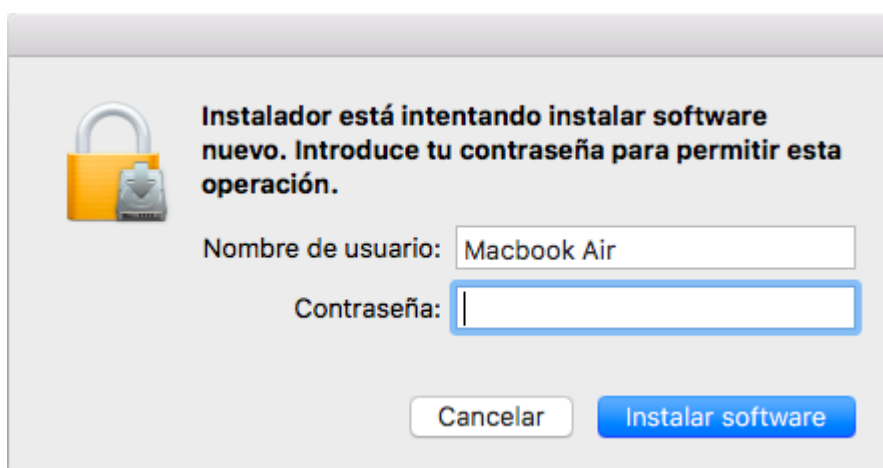 Instalador está intentando instalar software
nuevo. Introduce tu contraseña para permitir esta
operación.
Nombre de usuario: Macbook Air
Contraseña:
Cancelar Instalar software